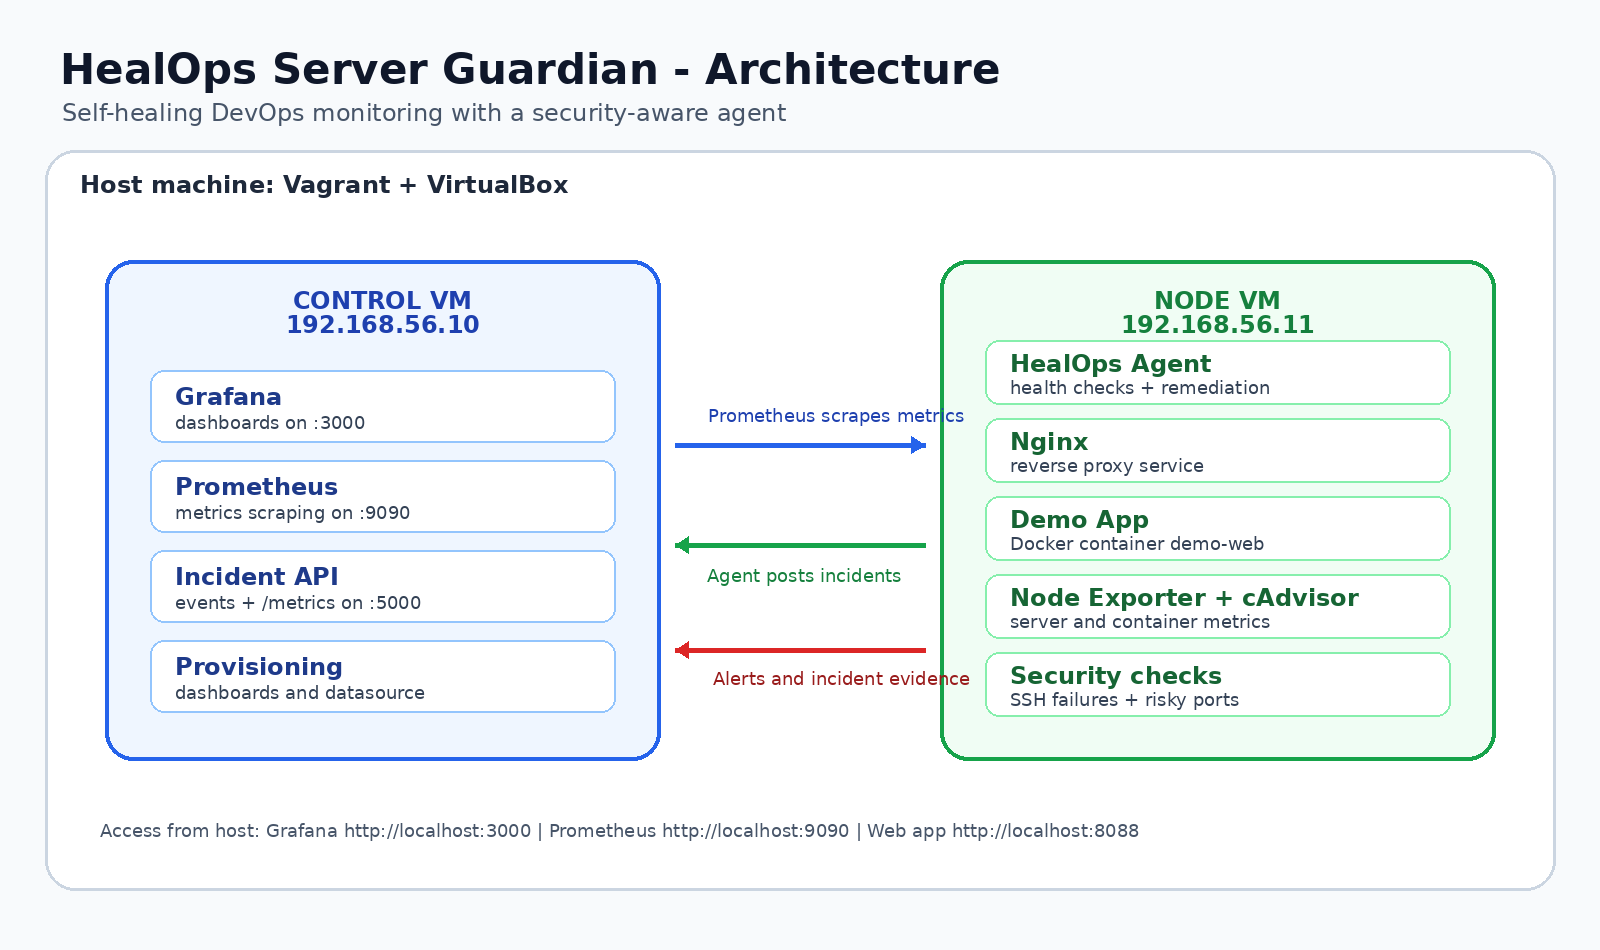 HealOps Server Guardian - Architecture
Self-healing DevOps monitoring with a security-aware agent
Host machine: Vagrant + VirtualBox
CONTROL VM
192.168.56.10
Grafana
dashboards on :3000
Prometheus
metrics scraping on :9090
Incident API
events + /metrics on :5000
Provisioning
dashboards and datasource
Prometheus scrapes metrics
Agent posts incidents
Alerts and incident evidence
NODE VM
192.168.56.11
HealOps Agent
health checks + remediation
Nginx
reverse proxy service
Demo App
Docker container demo-web
Node Exporter + cAdvisor
server and container metrics
Security checks
SSH failures + risky ports
Access from host: Grafana http://localhost:3000 | Prometheus http://localhost:9090 | Web app http://localhost:8088